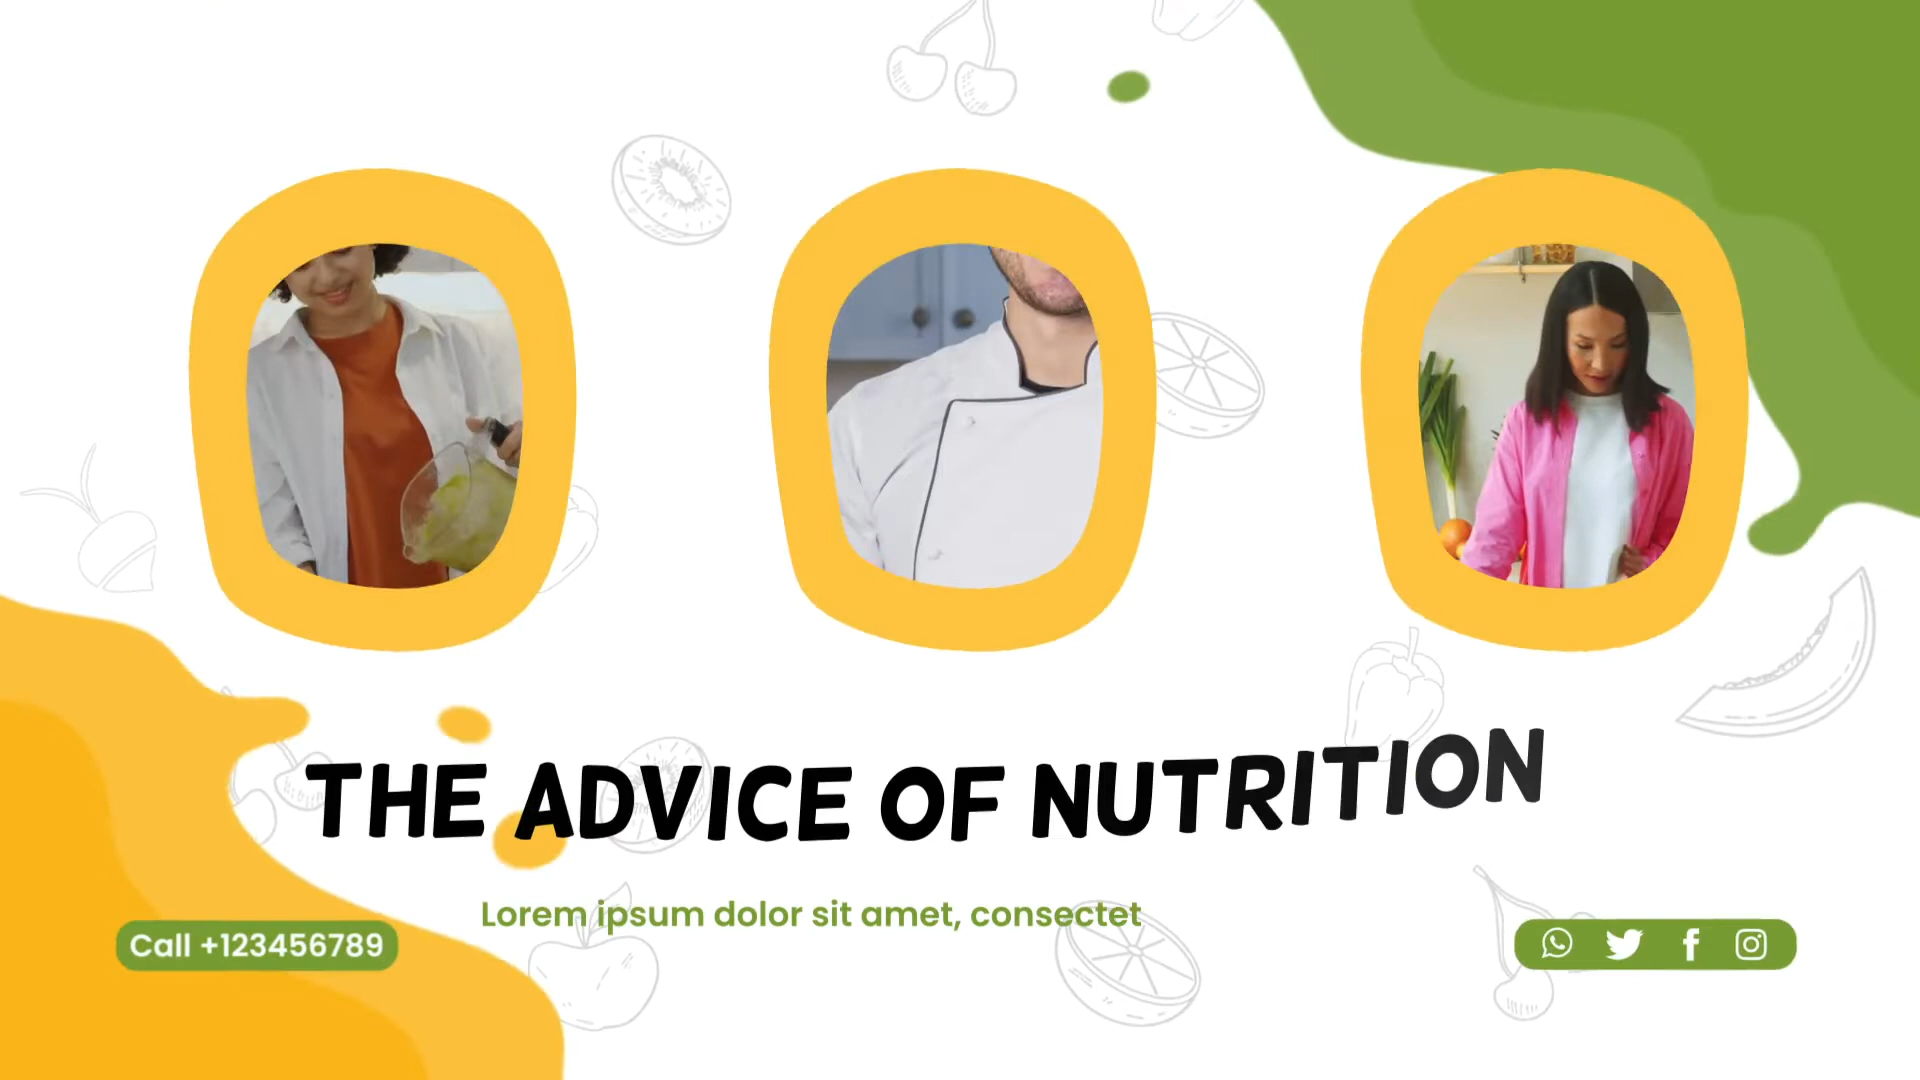 THE ADVICE OF NUTRITION
Lorem ipsum dolor sit amet, consectet
Call +123456789